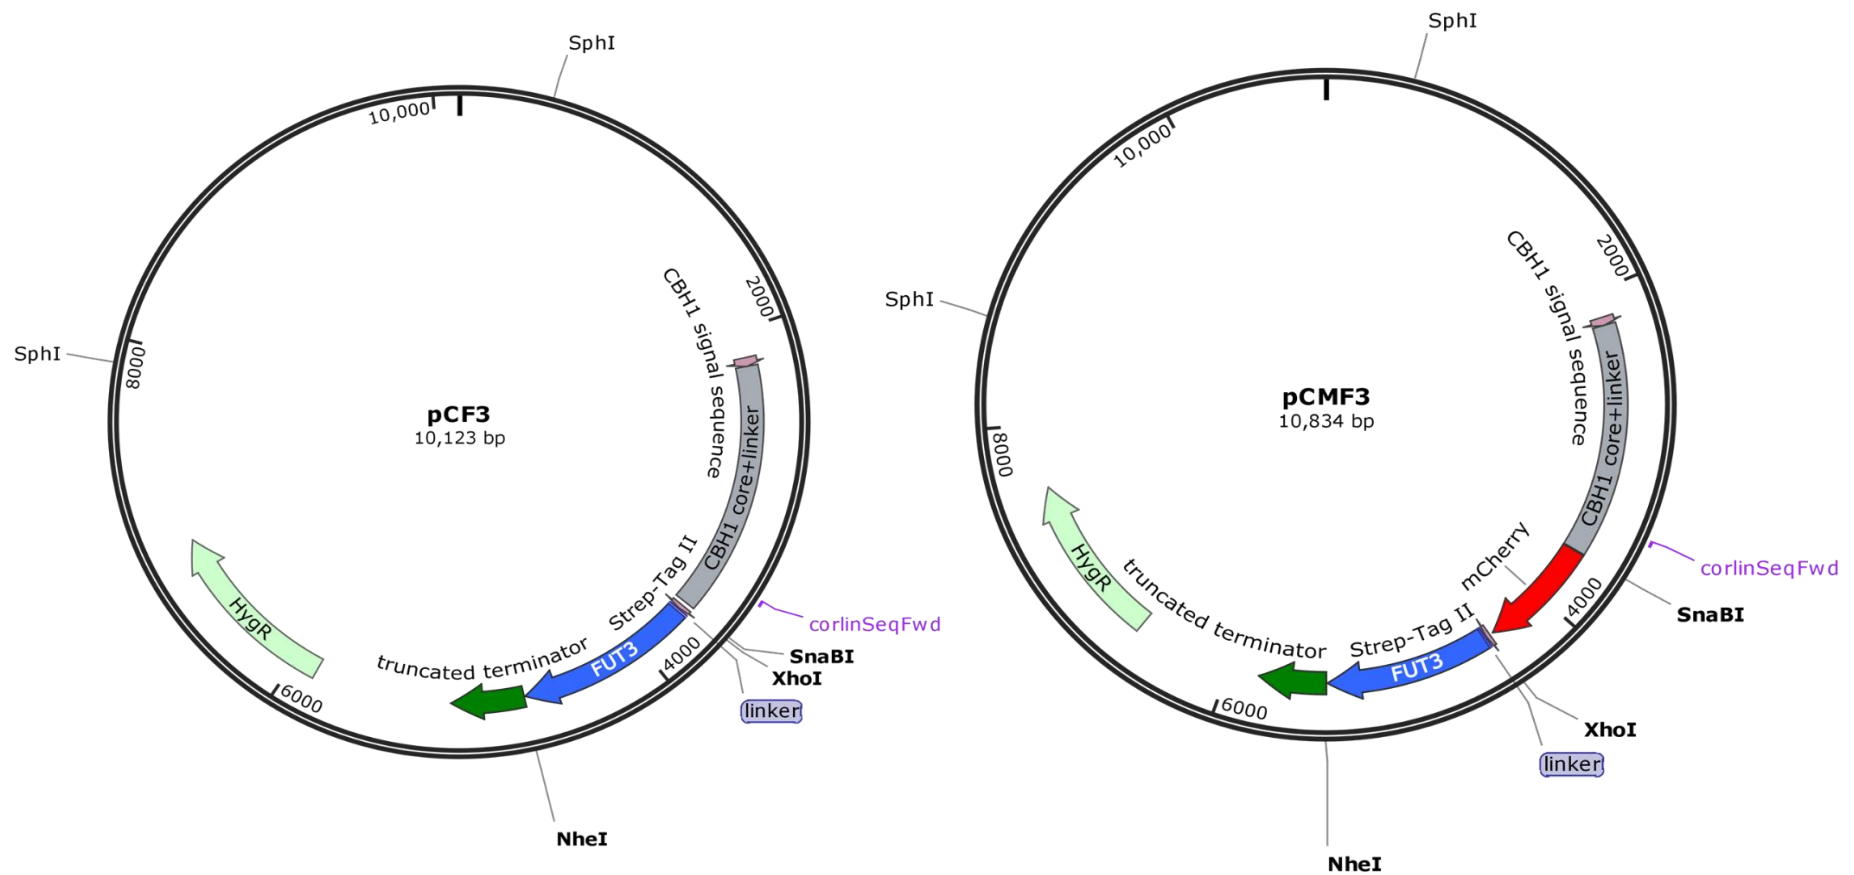 SphI
10,000
2000
CBH1 signal sequence
SphI
8000
pCF3
10,123 bp
CBH1 core+linker
Strep-Tag II
corlinSeqFwd
HygR
truncated terminator
FUT3
4000
SnaBI
XhoI
linker
6000
NheI
SphI
10,000
2000
CBH1 signal sequence
SphI
8000
pCMF3
10,834 bp
CBH1 core+linker
mCherry
corlinSeqFwd
HygR
truncated terminator
Strep-Tag II
4000
SnaBI
FUT3
6000
XhoI
linker
NheI